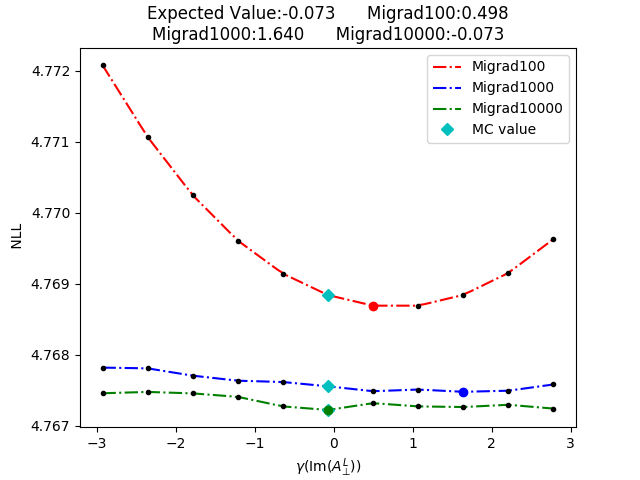 Expected Value:-0.073 Migrad100:0.498
Migrad1000:1.640 Migrad10000:-0.073
4.772
4.771
4.770
4.769
4.768
4.767
NLL
Migrad100
Migrad1000
Migrad10000
MC value
−3 −2 −1 0 1 2 3
γ(Im(A_⊥^L))